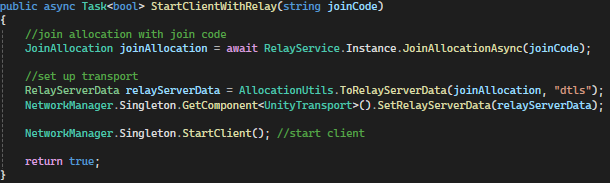 public async Task<bool> StartClientWithRelay(string joinCode)
{
//join allocation with join code
JoinAllocation joinAllocation = await RelayService.Instance.JoinAllocationAsync(joinCode);
//set up transport
RelayServerData relayServerData = AllocationUtils.ToRelayServerData(joinAllocation, "dtls");
NetworkManager.Singleton.GetComponent<UnityTransport>().SetRelayServerData(relayServerData);
NetworkManager.Singleton.StartClient(); //start client
return true;
}